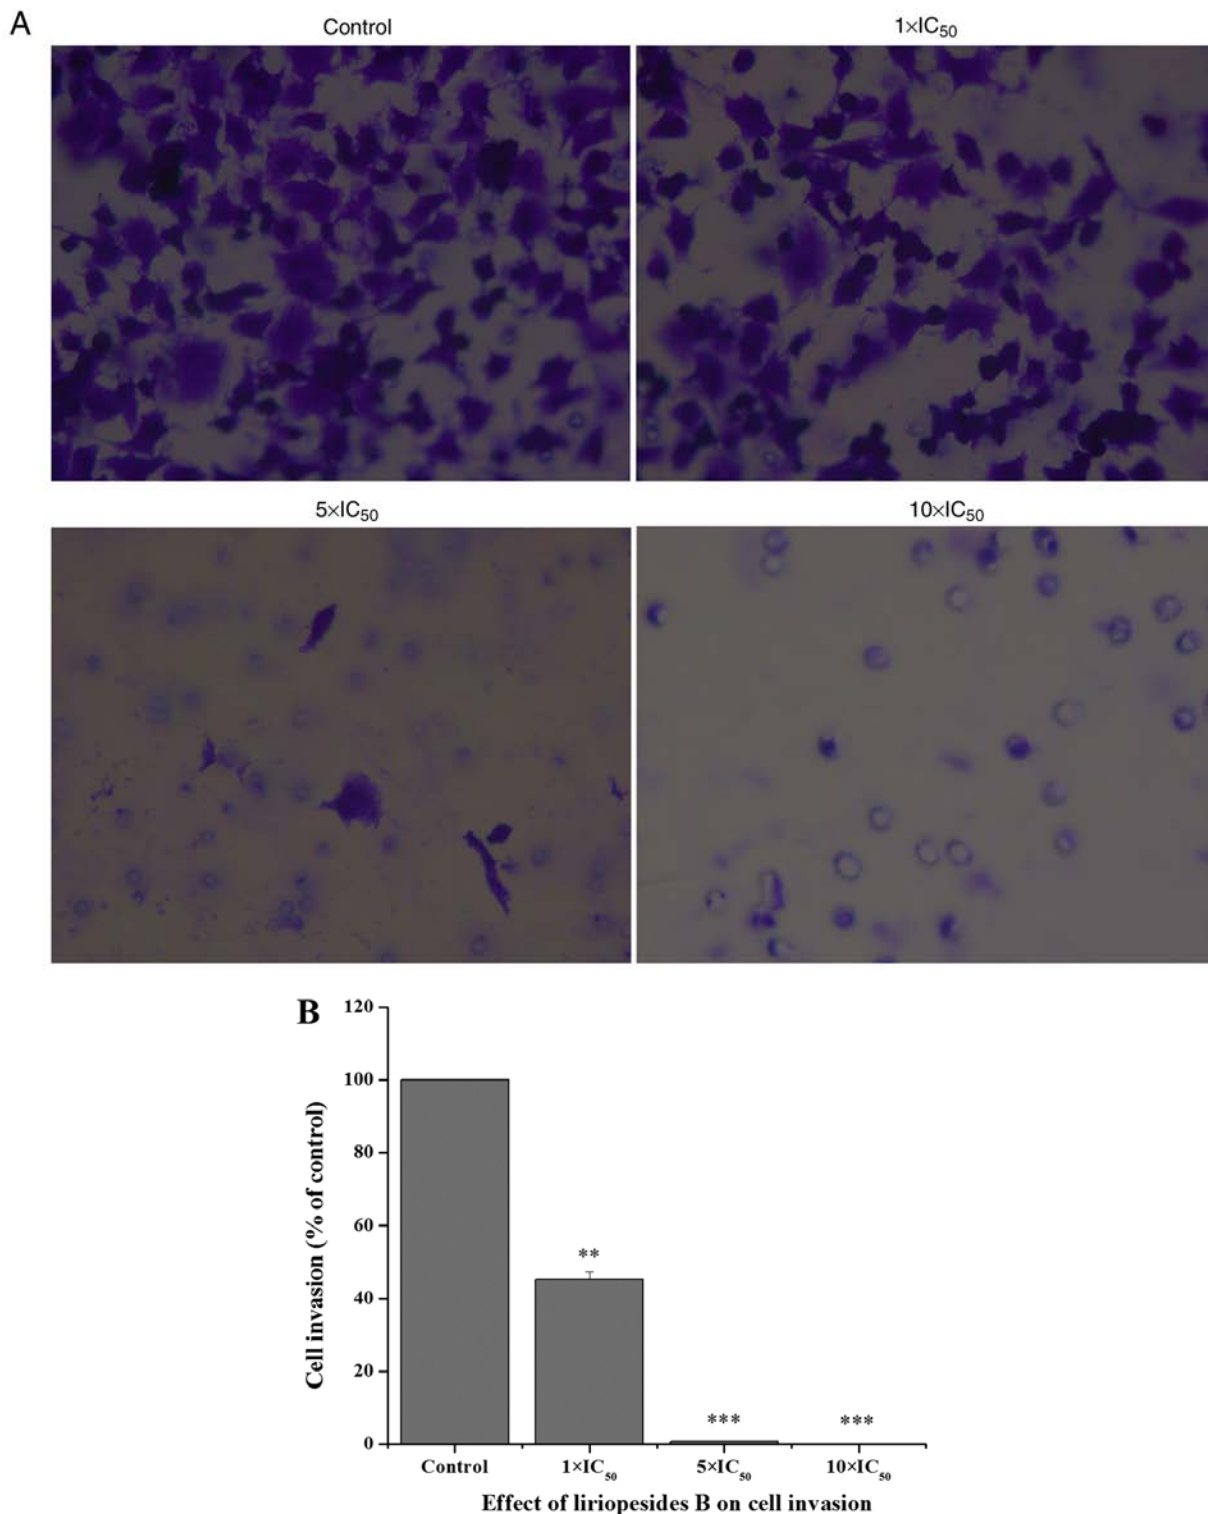 A
Control
1×IC50
5×IC50
10×IC50
B
120
100
80
60
40
20
0
Cell invasion (% of control)
**
***
***
Control
1×IC50
5×IC50
10×IC50
Effect of liriopesides B on cell invasion